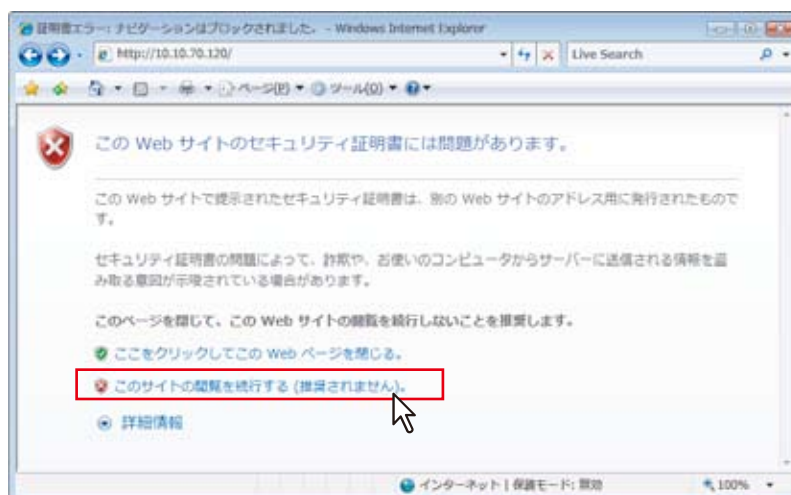 証明書エラー: ナビゲーションはブロックされました。 - Windows Internet Explorer
http://10.10.70.120/
Live Search
ページ(P) ツール(O)
この Web サイトのセキュリティ証明書には問題があります。
この Web サイトで提示されたセキュリティ証明書は、別の Web サイトのアドレス用に発行されたもので
す。
セキュリティ証明書の問題によって、詐欺や、お使いのコンピュータからサーバーに送信される情報を盗
み取る意図が示唆されている場合があります。
このページを閉じて、この Web サイトの閲覧を続行しないことを推奨します。
ここをクリックしてこの Web ページを閉じる。
このサイトの閲覧を続行する (推奨されません)。
詳細情報
インターネット | 保護モード: 無効
100%